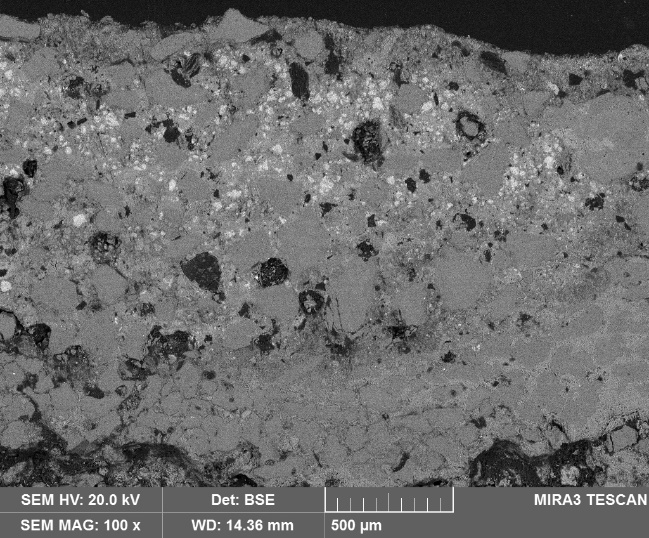 SEM HV: 20.0 kV Det: BSE MIRA3 TESCAN
SEM MAG: 100 x WD: 14.36 mm 500 µm